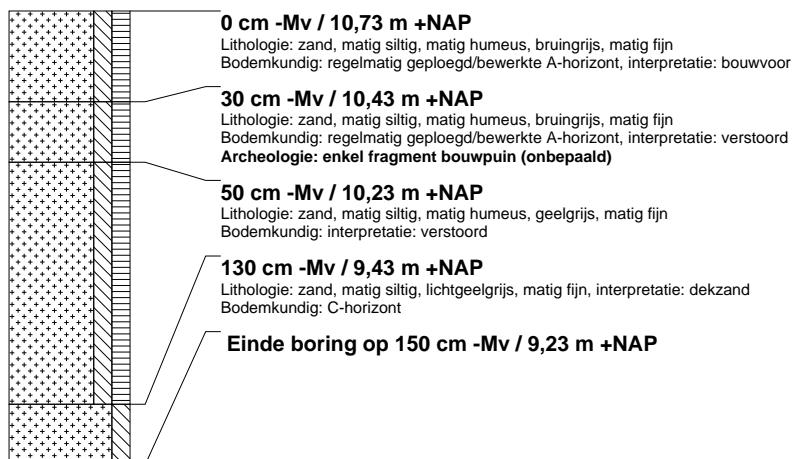 0 cm -Mv / 10,73 m +NAP
Lithologie: zand, matig siltig, matig humeus, bruingrijs, matig fijn
Bodemkundig: regelmatig geploegd/bewerkte A-horizont, interpretatie: bouwvoor
30 cm -Mv / 10,43 m +NAP
Lithologie: zand, matig siltig, matig humeus, bruingrijs, matig fijn
Bodemkundig: regelmatig geploegd/bewerkte A-horizont, interpretatie: verstoord
Archeologie: enkel fragment bouwpuin (onbepaald)
50 cm -Mv / 10,23 m +NAP
Lithologie: zand, matig siltig, matig humeus, geelgrijs, matig fijn
Bodemkundig: interpretatie: verstoord
130 cm -Mv / 9,43 m +NAP
Lithologie: zand, matig siltig, lichtgeelgrijs, matig fijn, interpretatie: dekzand
Bodemkundig: C-horizont
Einde boring op 150 cm -Mv / 9,23 m +NAP